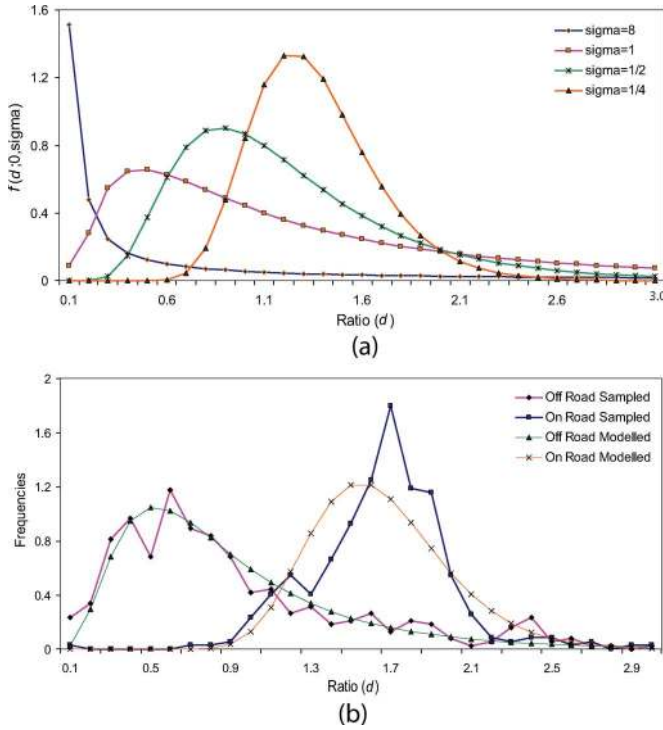 1.6
1.2
0.8
0.4
0
f(d;0,sigma)
sigma=8
sigma=1
sigma=1/2
sigma=1/4
0.1 0.6 1.1 1.6 2.1 2.6 3.0
Ratio (d)
(a)
2
1.6
1.2
0.8
0.4
0
Frequencies
Off Road Sampled
On Road Sampled
Off Road Modelled
On Road Modelled
0.1 0.5 0.9 1.3 1.7 2.1 2.5 2.9
Ratio (d)
(b)